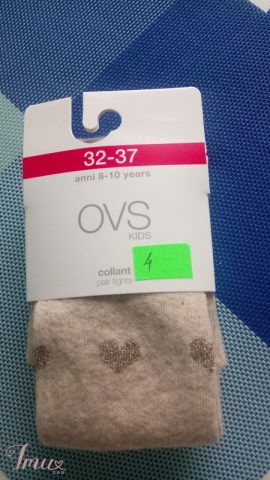 32-37
anni 8-10 years
OVS
KIDS
collant
pair tights
4